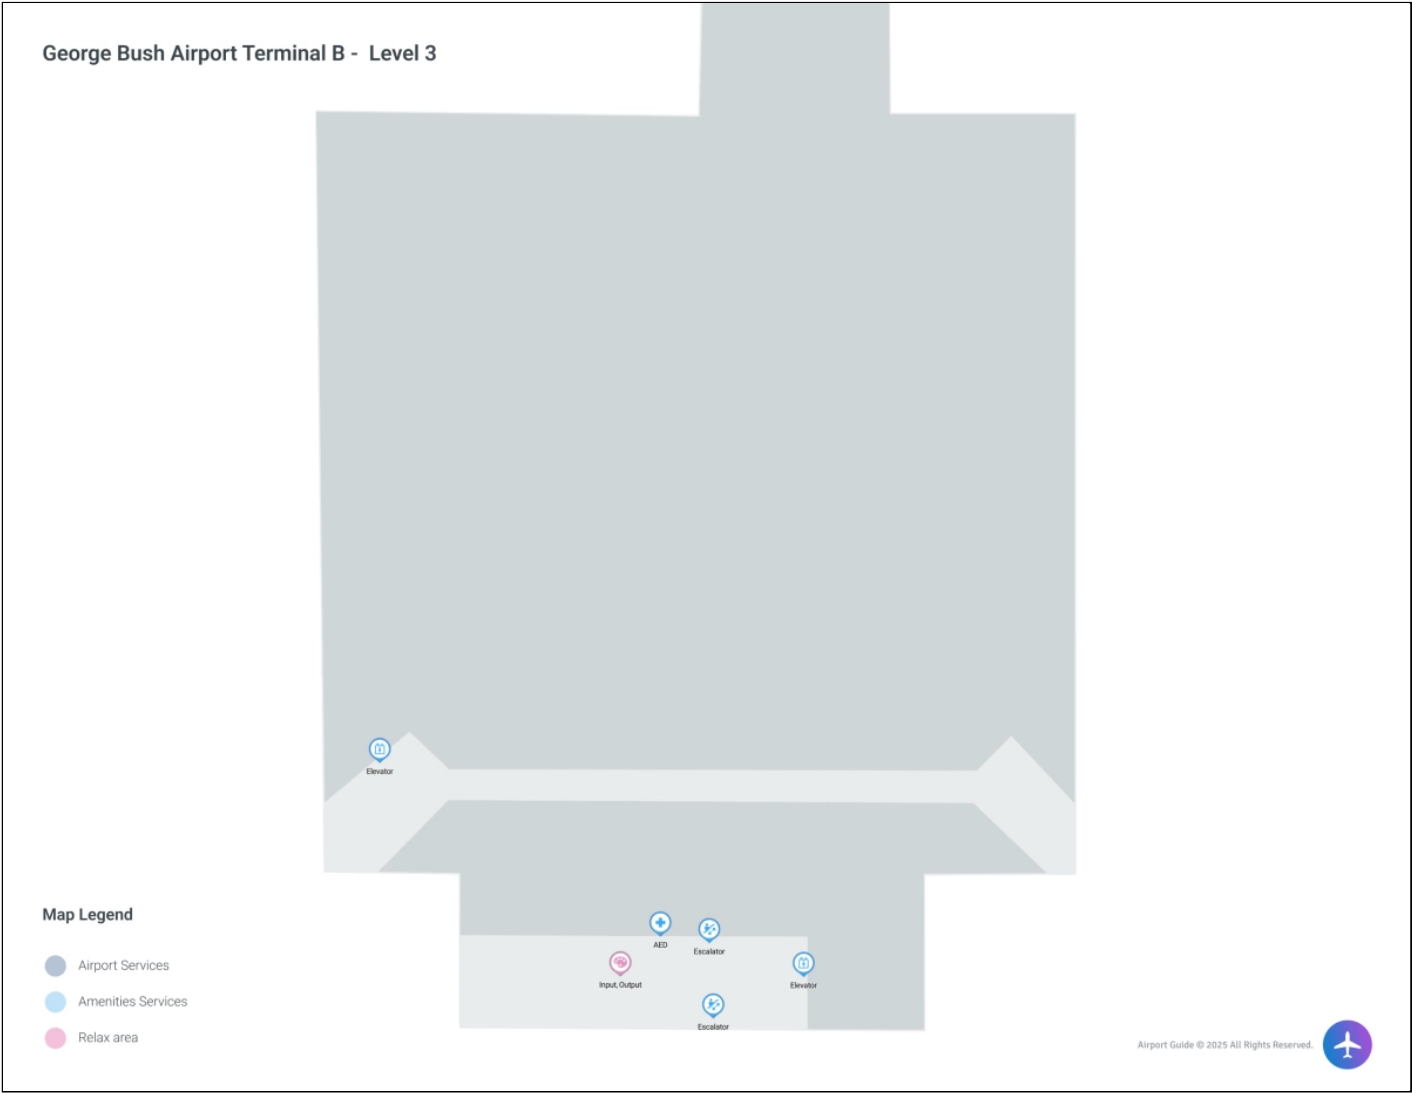 George Bush Airport Terminal B - Level 3
Elevator
AED
Escalator
Input, Output
Elevator
Escalator
Map Legend
Airport Services
Amenities Services
Relax area
Airport Guide © 2025 All Rights Reserved.